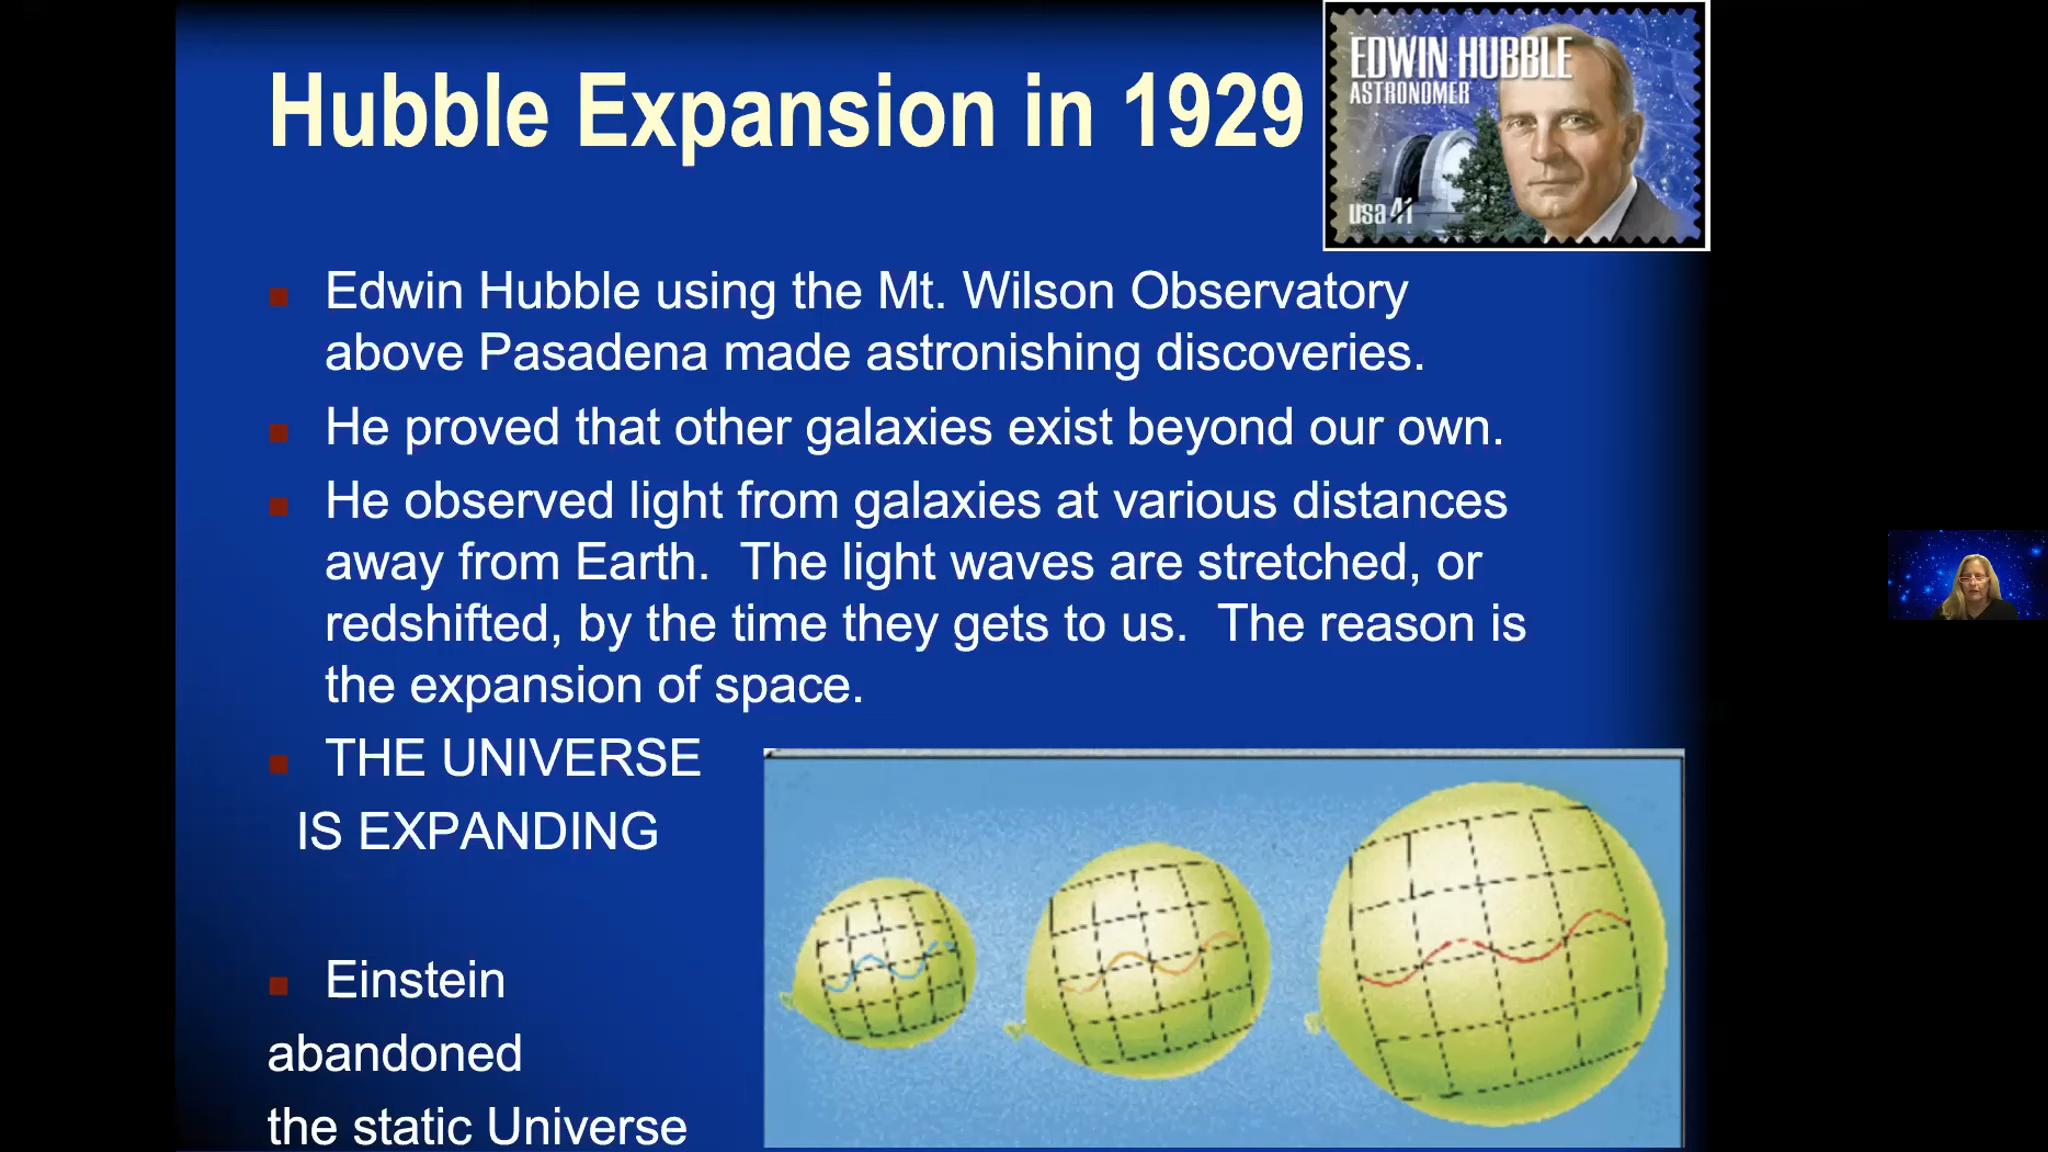 Hubble Expansion in 1929
EDWIN HUBBLE
ASTRONOMER
usa 41
Edwin Hubble using the Mt. Wilson Observatory
above Pasadena made astronishing discoveries.
He proved that other galaxies exist beyond our own.
He observed light from galaxies at various distances
away from Earth. The light waves are stretched, or
redshifted, by the time they gets to us. The reason is
the expansion of space.
THE UNIVERSE
IS EXPANDING
Einstein
abandoned
the static Universe